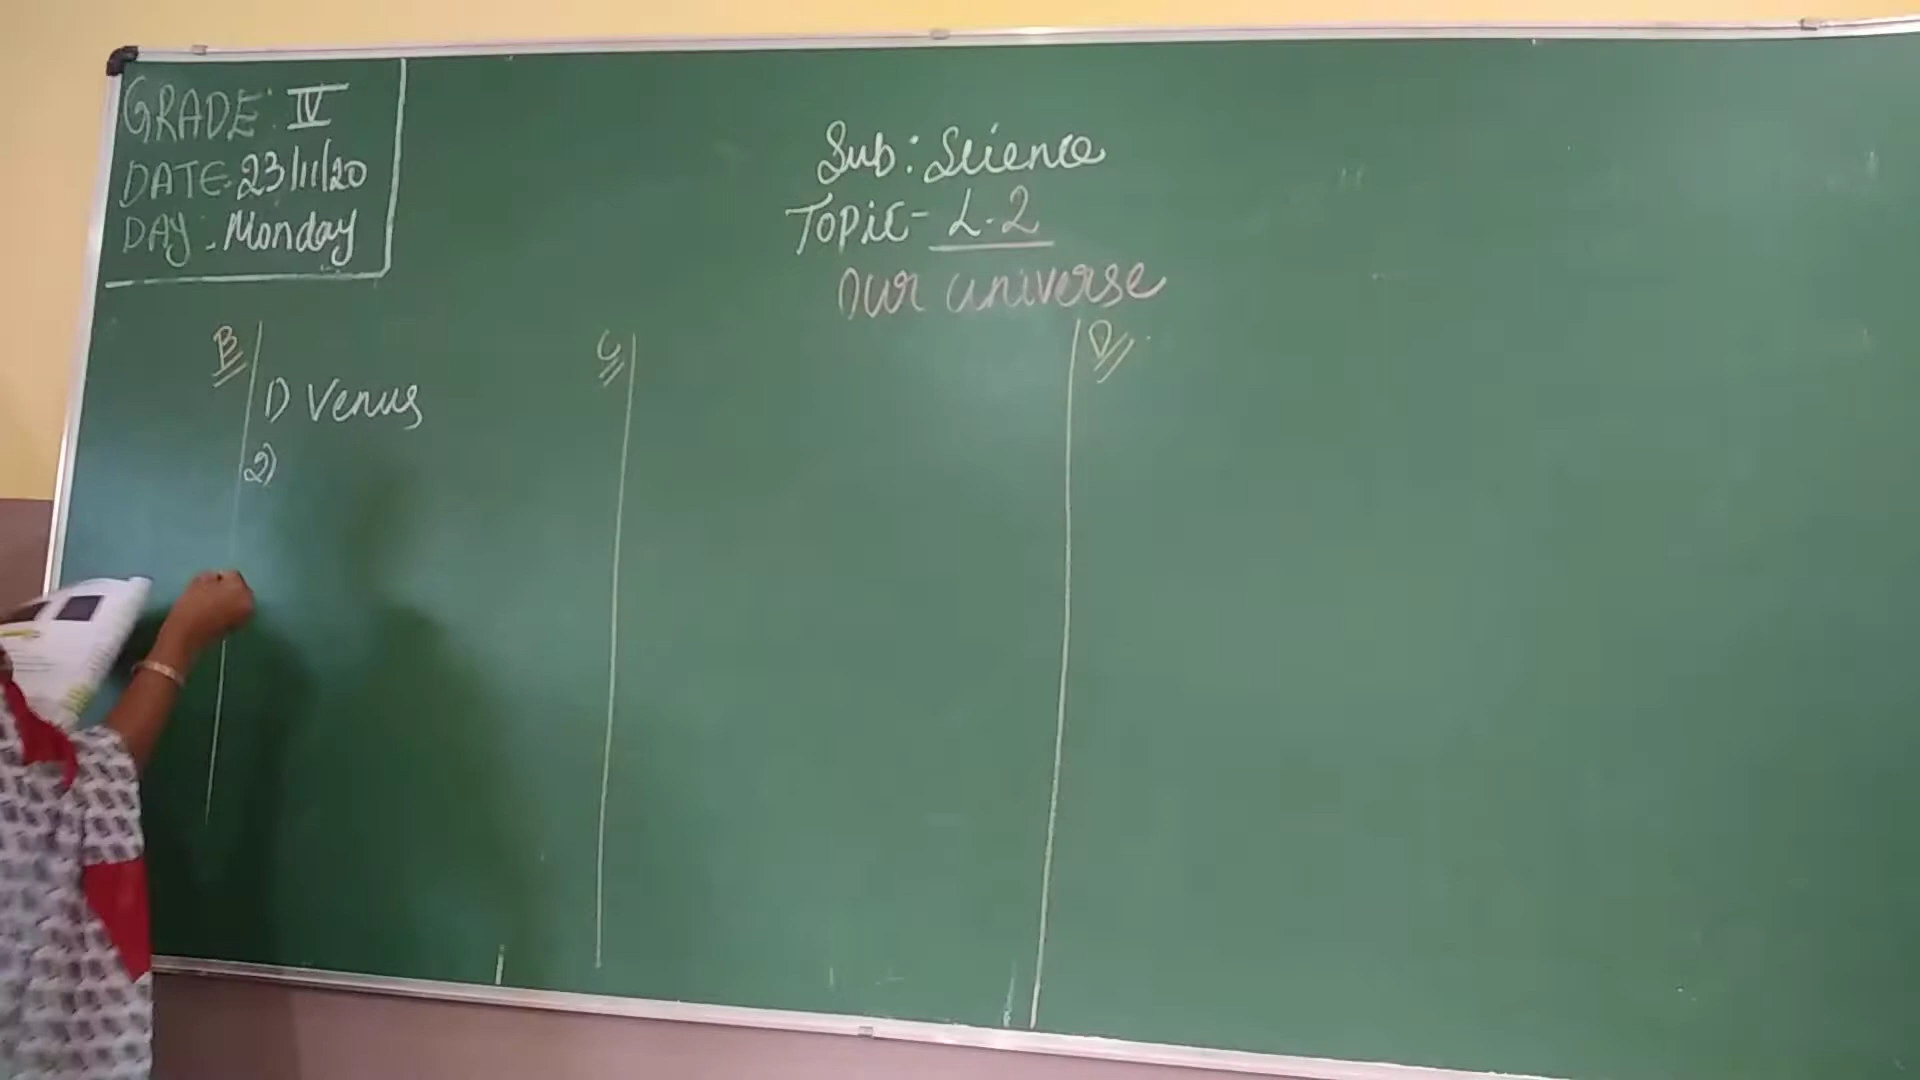 GRADE: IV
DATE: 23/11/20
DAY: Monday
Sub: Science
Topic- L-2
Our universe
B
1) Venus
2)
C
D